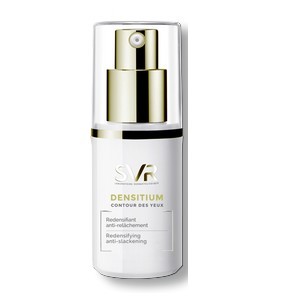 SVR
DENSITIUM
CONTOUR DES YEUX
Redensifiant
anti-relâchement
Redensifying
anti-slackening